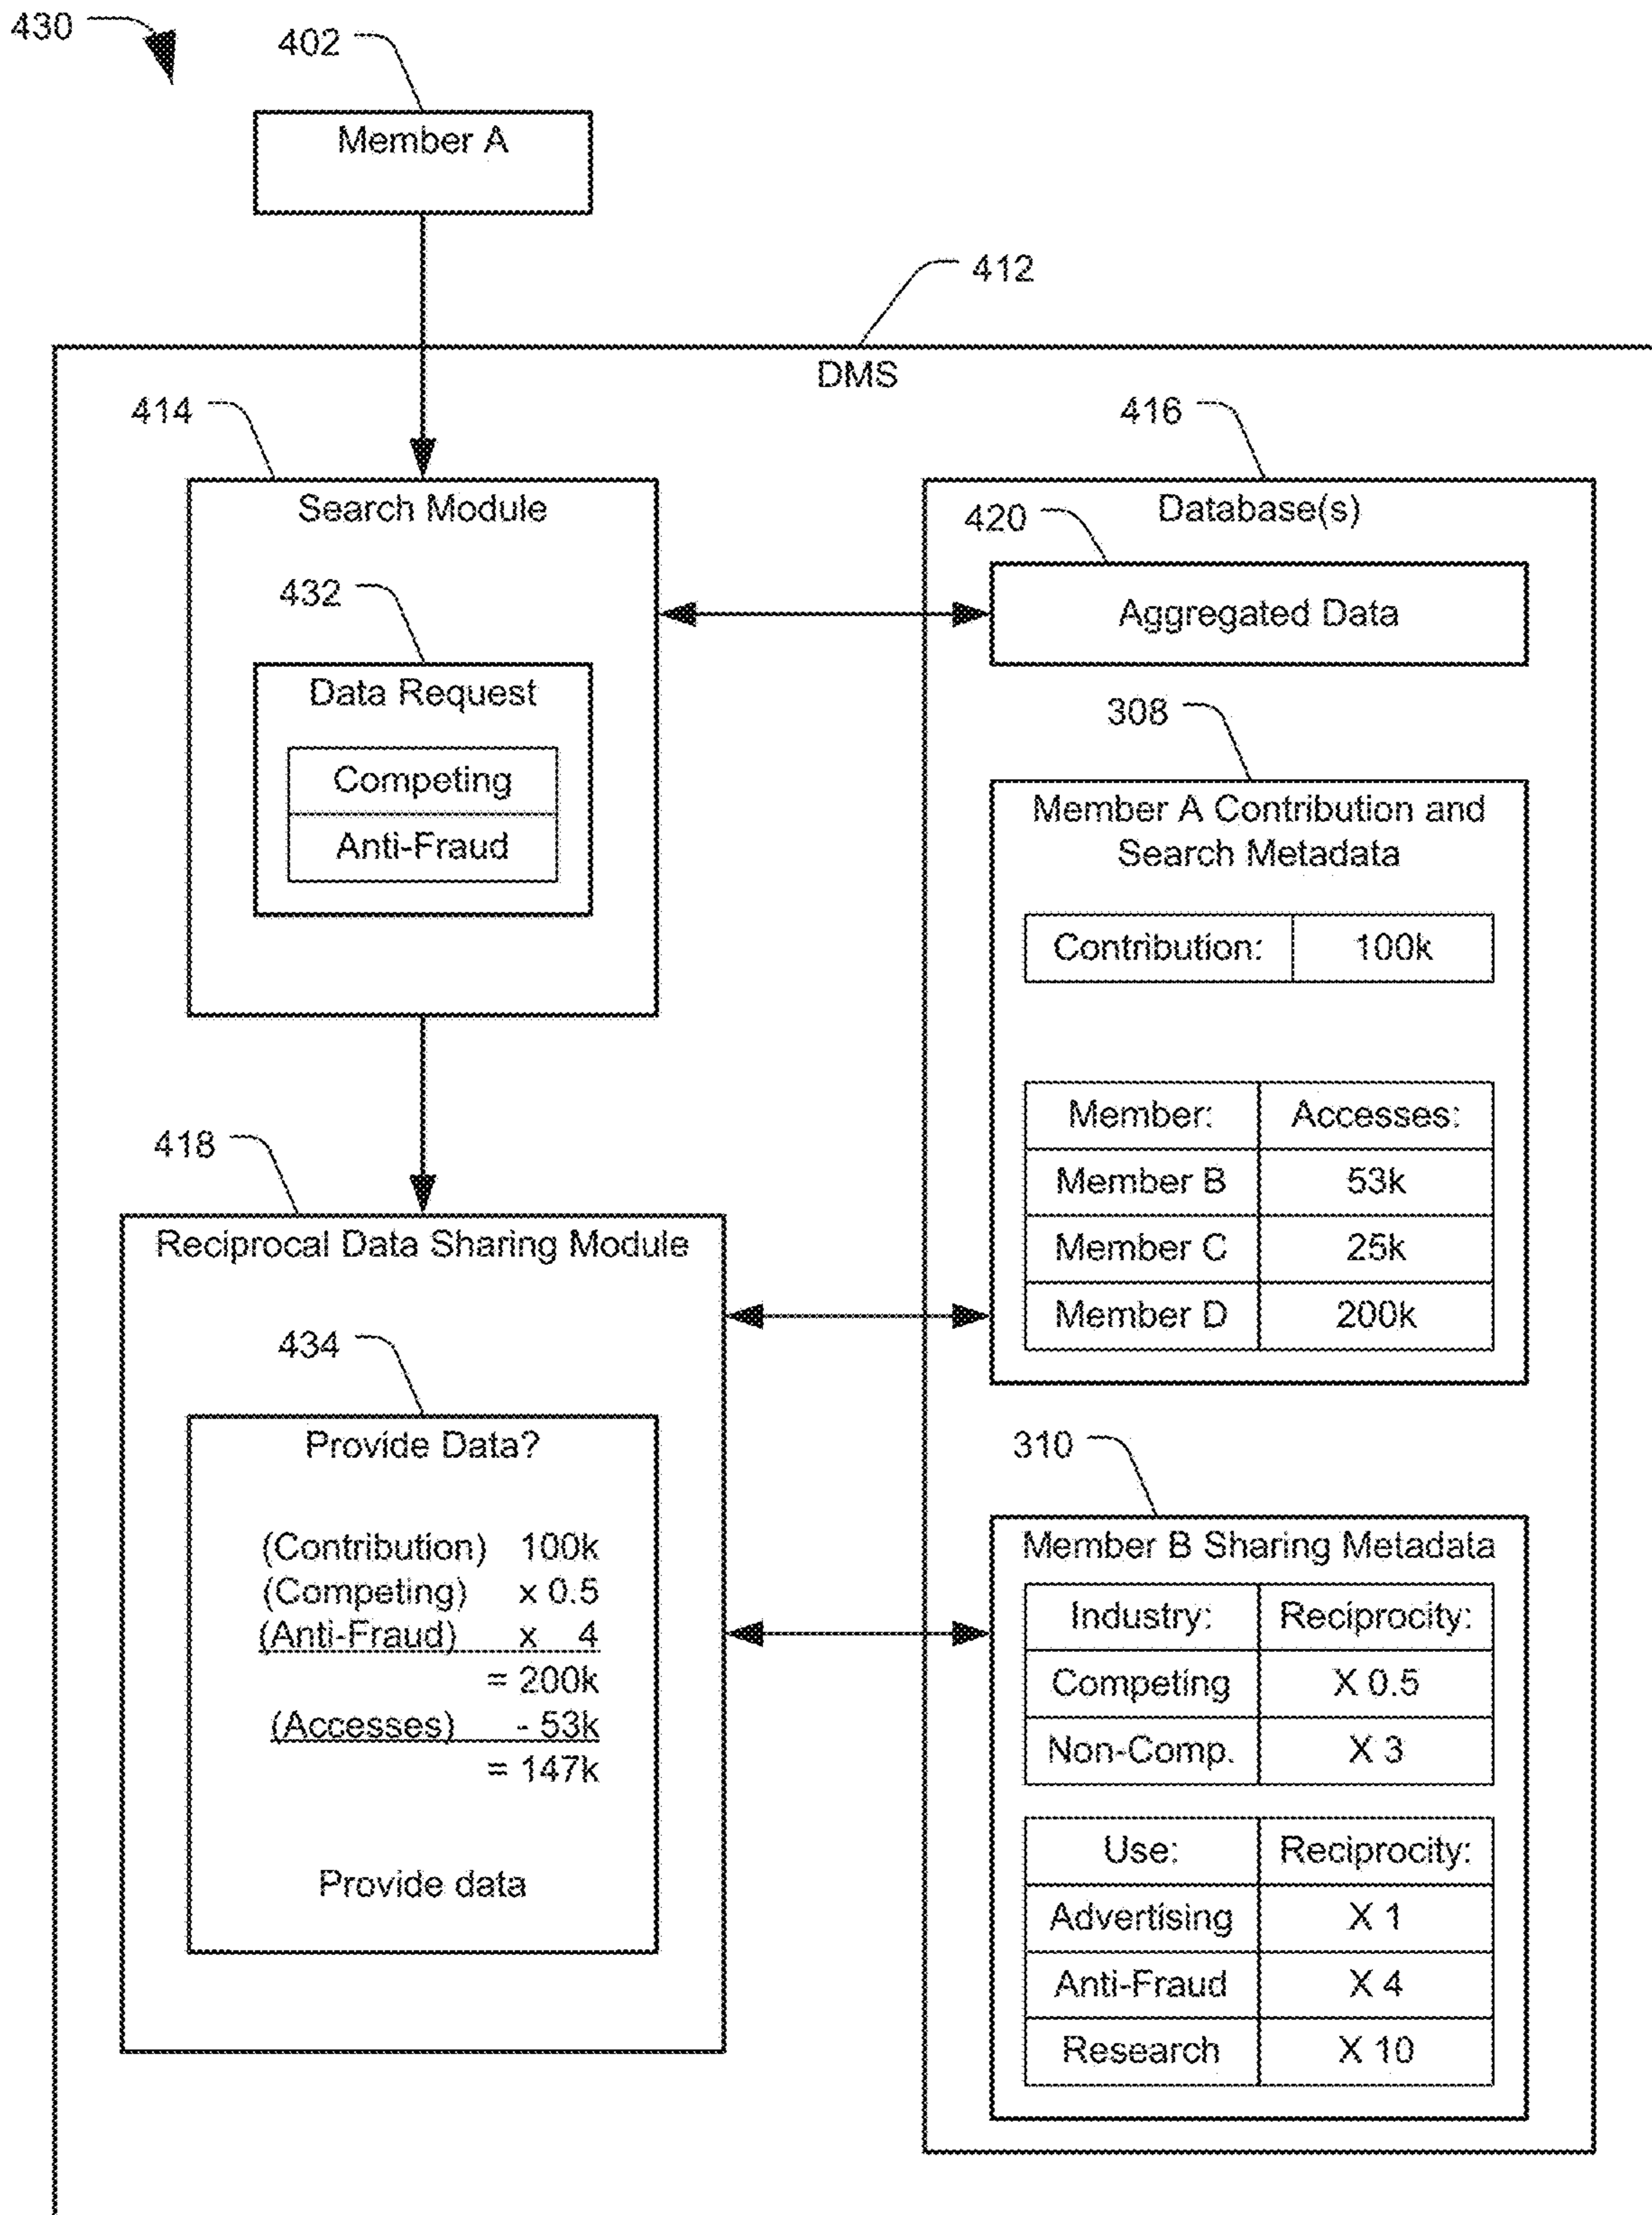 430
402
Member A
412
DMS
414
Search Module
432
Data Request
Competing
Anti-Fraud
416
Database(s)
420
Aggregated Data
308
Member A Contribution and
Search Metadata
Contribution: 100k
Member: Accesses:
Member B 53k
Member C 25k
Member D 200k
418
Reciprocal Data Sharing Module
434
Provide Data?
(Contribution) 100k
(Competing) x 0.5
(Anti-Fraud) x 4
= 200k
(Accesses) - 53k
= 147k
Provide data
310
Member B Sharing Metadata
Industry: Reciprocity:
Competing X 0.5
Non-Comp. X 3
Use: Reciprocity:
Advertising X 1
Anti-Fraud X 4
Research X 10